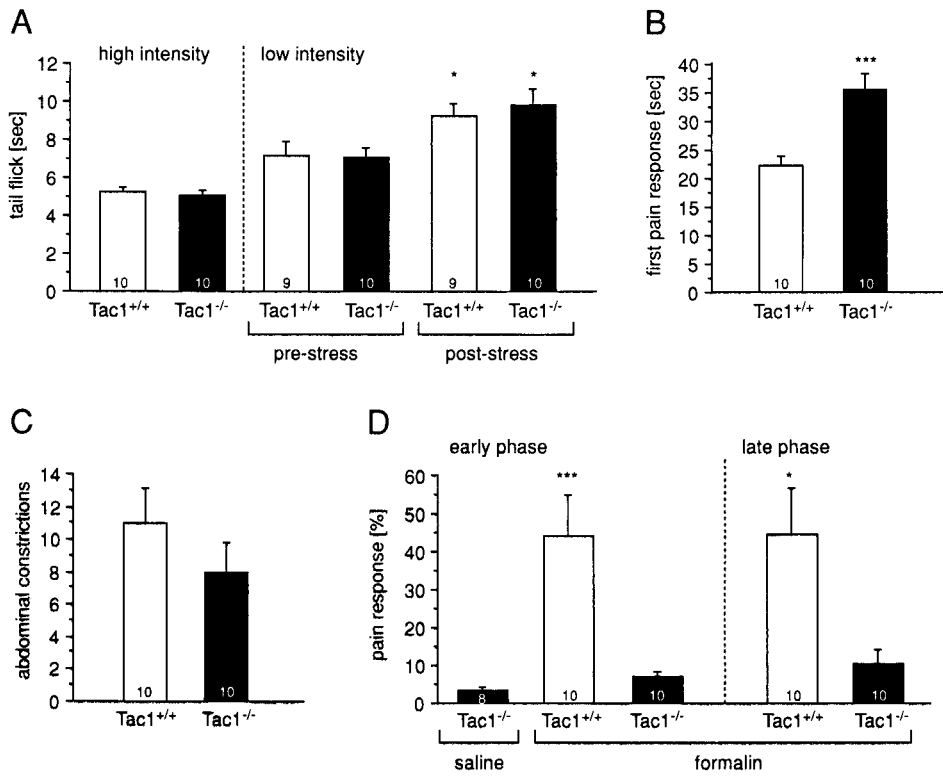 A
high intensity
low intensity
tail flick [sec]
12
10
8
6
4
2
0
* *
10 10 9 10 9 10
Tac1+/+ Tac1-/- Tac1+/+ Tac1-/- Tac1+/+ Tac1-/-
pre-stress post-stress
B
first pain response [sec]
40
35
30
25
20
15
10
5
0
***
10 10
Tac1+/+ Tac1-/-
C
abdominal constrictions
14
12
10
8
6
4
2
0
10 10
Tac1+/+ Tac1-/-
D
early phase
late phase
pain response [%]
60
50
40
30
20
10
0
*** *
8 10 10 10 10
Tac1-/- Tac1+/+ Tac1-/- Tac1+/+ Tac1-/-
saline formalin